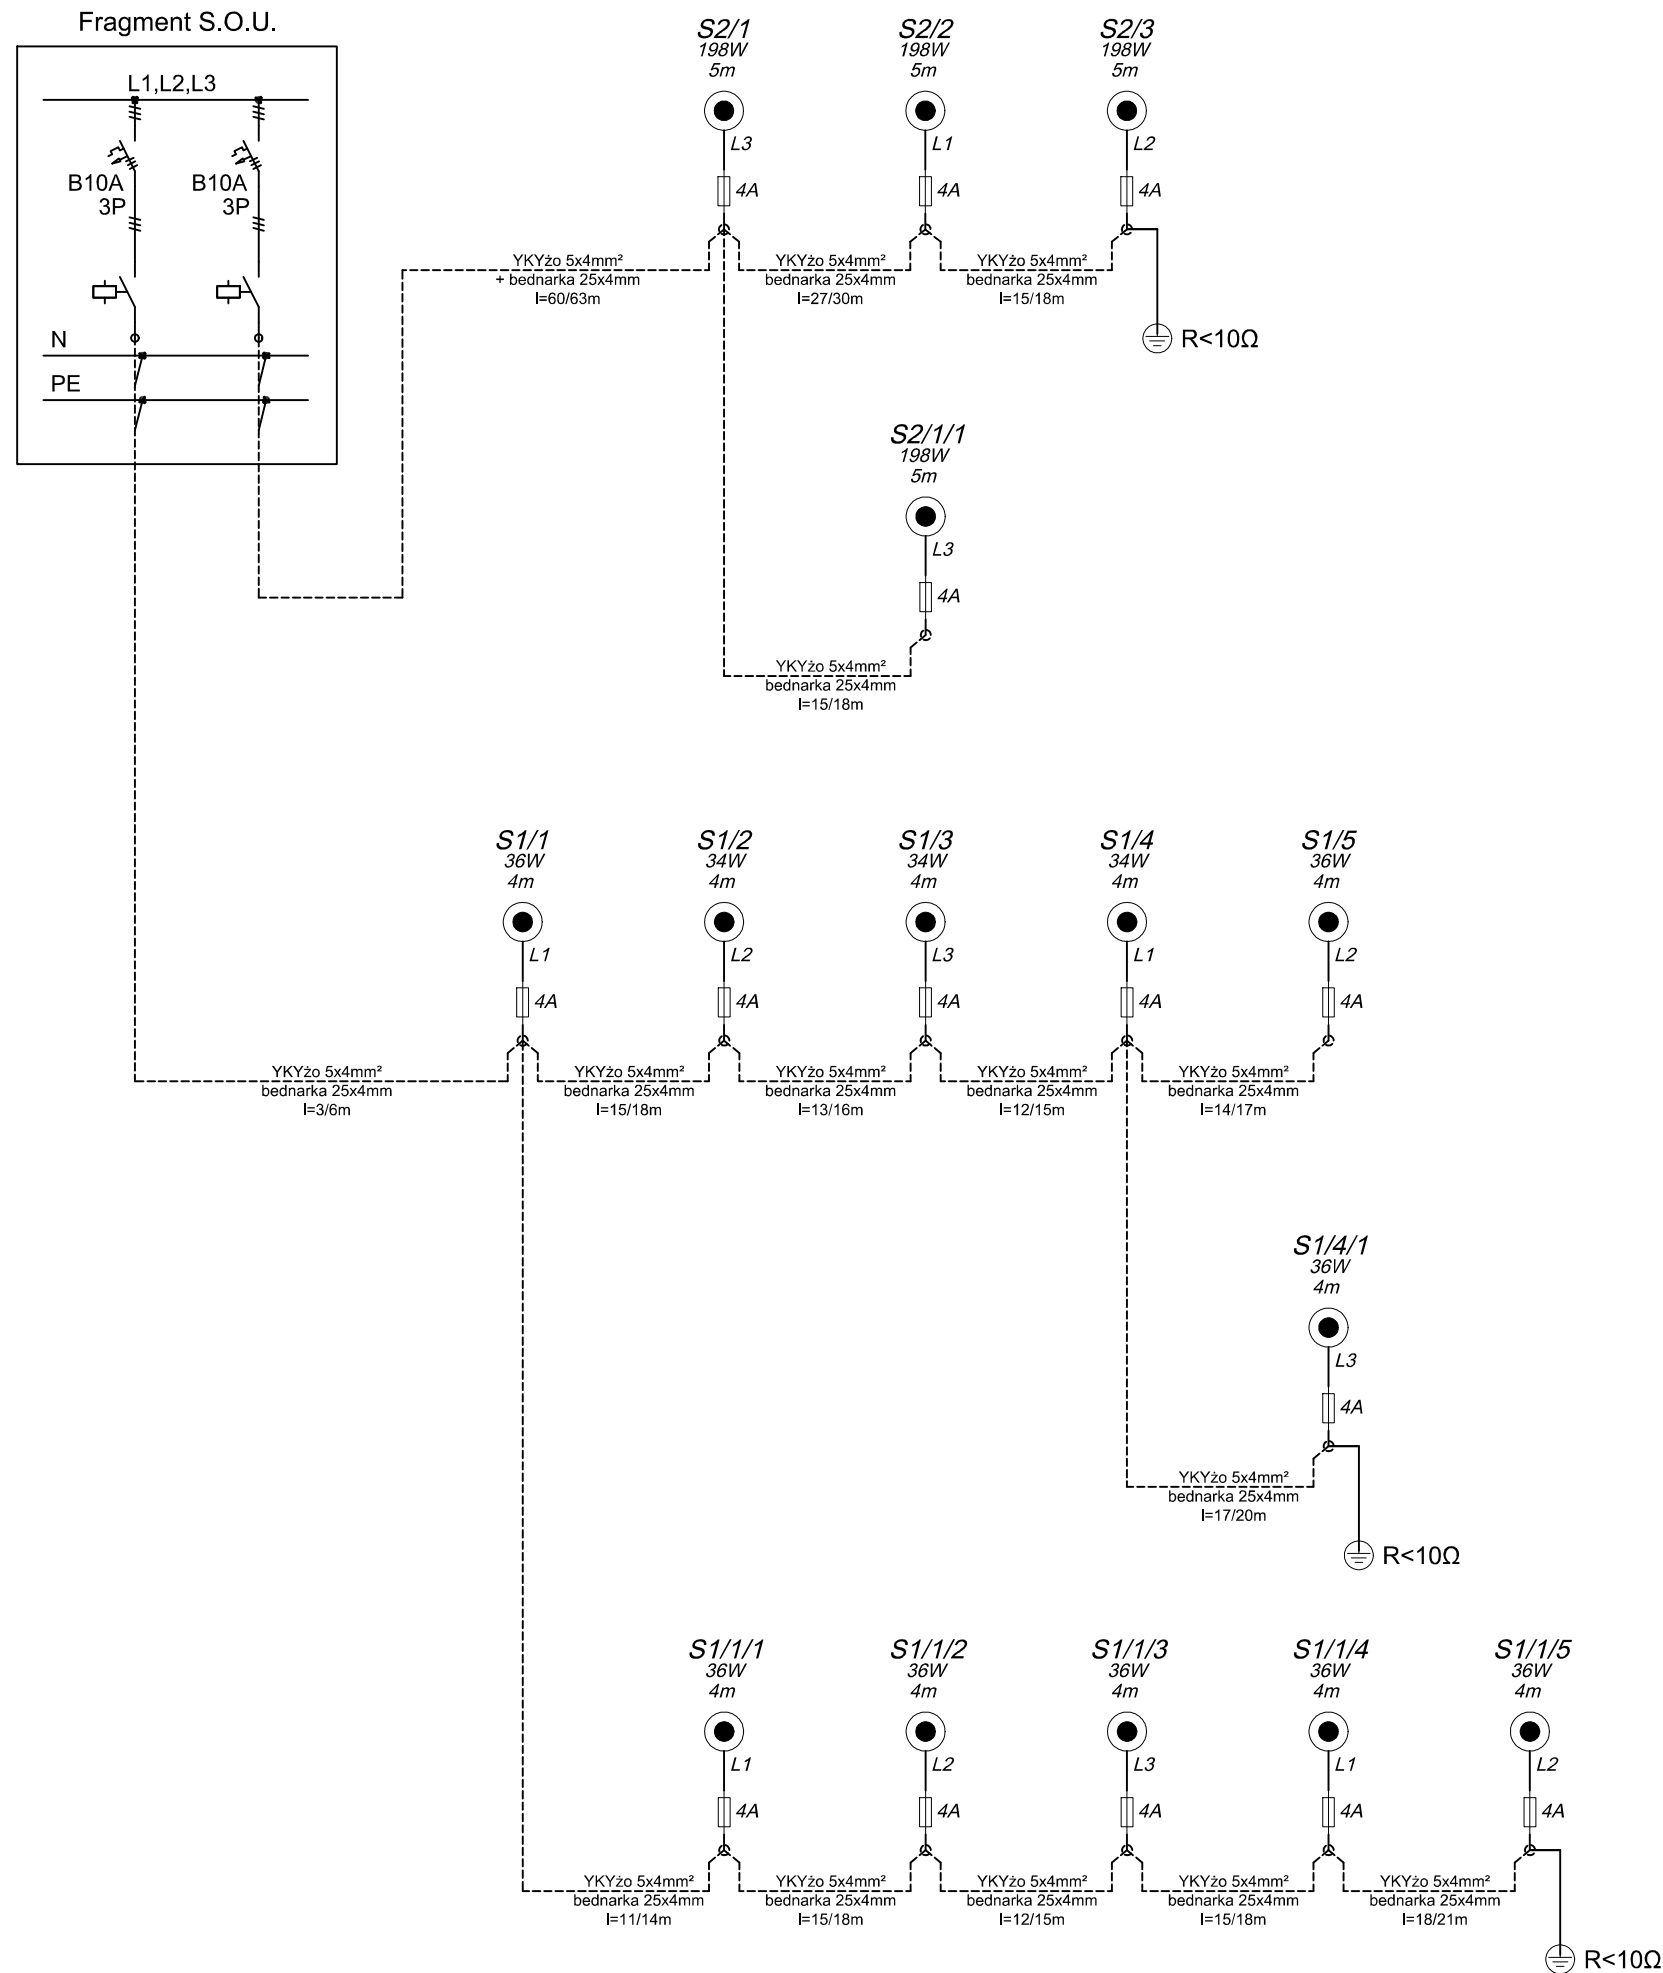 Fragment S.O.U.
L1,L2,L3
B10A
3P
B10A
3P
N
PE
S2/1
198W
5m
L3
4A
S2/2
198W
5m
L1
4A
S2/3
198W
5m
L2
4A
YKYżo 5x4mm²
+ bednarka 25x4mm
l=60/63m
YKYżo 5x4mm²
bednarka 25x4mm
l=27/30m
YKYżo 5x4mm²
bednarka 25x4mm
l=15/18m
R<10Ω
S2/1/1
198W
5m
L3
4A
YKYżo 5x4mm²
bednarka 25x4mm
l=15/18m
S1/1
36W
4m
L1
4A
S1/2
34W
4m
L2
4A
S1/3
34W
4m
L3
4A
S1/4
34W
4m
L1
4A
S1/5
36W
4m
L2
4A
YKYżo 5x4mm²
bednarka 25x4mm
l=3/6m
YKYżo 5x4mm²
bednarka 25x4mm
l=15/18m
YKYżo 5x4mm²
bednarka 25x4mm
l=13/16m
YKYżo 5x4mm²
bednarka 25x4mm
l=12/15m
YKYżo 5x4mm²
bednarka 25x4mm
l=14/17m
S1/4/1
36W
4m
L3
4A
YKYżo 5x4mm²
bednarka 25x4mm
l=17/20m
R<10Ω
S1/1/1
36W
4m
L1
4A
S1/1/2
36W
4m
L2
4A
S1/1/3
36W
4m
L3
4A
S1/1/4
36W
4m
L1
4A
S1/1/5
36W
4m
L2
4A
YKYżo 5x4mm²
bednarka 25x4mm
l=11/14m
YKYżo 5x4mm²
bednarka 25x4mm
l=15/18m
YKYżo 5x4mm²
bednarka 25x4mm
l=12/15m
YKYżo 5x4mm²
bednarka 25x4mm
l=15/18m
YKYżo 5x4mm²
bednarka 25x4mm
l=18/21m
R<10Ω